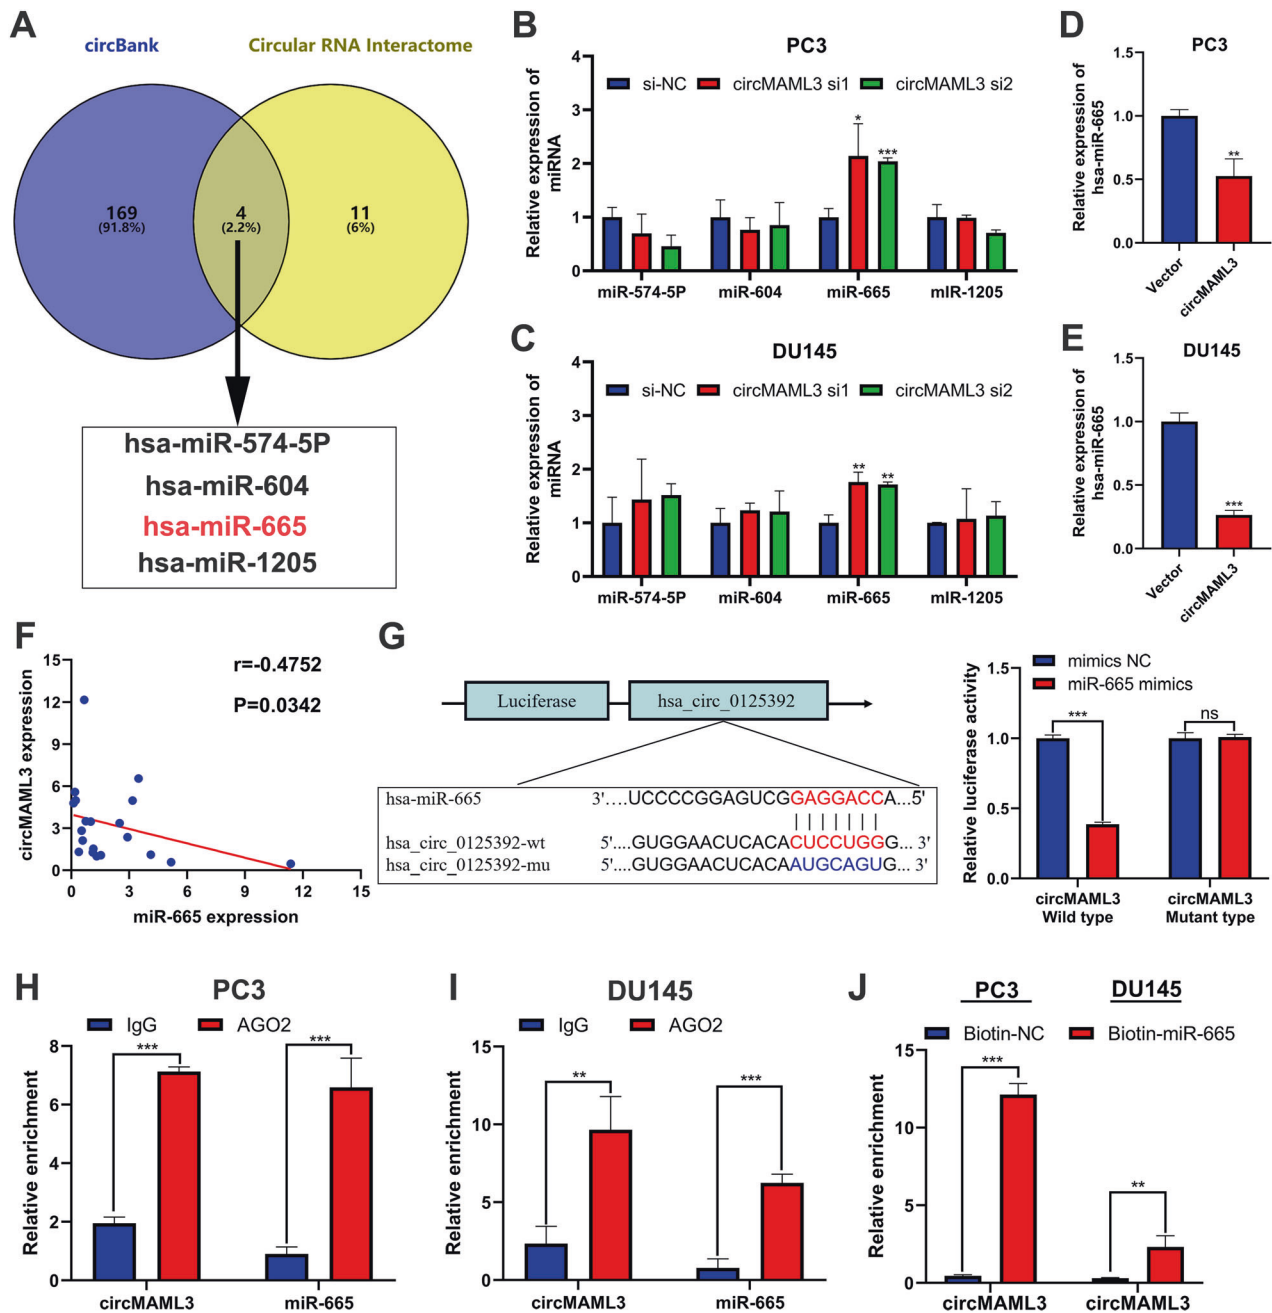 A
circBank
Circular RNA Interactome
169
(91.8%)
4
(2.2%)
11
(6%)
hsa-miR-574-5P
hsa-miR-604
hsa-miR-665
hsa-miR-1205
B
PC3
si-NC circMAML3 si1 circMAML3 si2
Relative expression of
miRNA
4
3
2
1
0
* ***
miR-574-5P miR-604 miR-665 mIR-1205
C
DU145
si-NC circMAML3 si1 circMAML3 si2
Relative expression of
miRNA
4
3
2
1
0
** **
miR-574-5P miR-604 miR-665 mIR-1205
D
PC3
Relative expression of
hsa-miR-665
1.5
1.0
0.5
0.0
**
Vector circMAML3
E
DU145
Relative expression of
hsa-miR-665
1.5
1.0
0.5
0.0
***
Vector circMAML3
F
r=-0.4752
P=0.0342
circMAML3 expression
15
12
9
6
3
0
0 3 6 9 12 15
miR-665 expression
G
Luciferase hsa_circ_0125392
hsa-miR-665 3'....UCCCCGGAGUCGGAGGACCA...5'
hsa_circ_0125392-wt 5'....GUGGAACUCACACUCCUGGG... 3'
hsa_circ_0125392-mu 5'....GUGGAACUCACAAUGCAGUG... 3'
mimics NC
miR-665 mimics
Relative luciferase activity
1.5
1.0
0.5
0.0
*** ns
circMAML3 circMAML3
Wild type Mutant type
H
PC3
IgG AGO2
Relative enrichment
8
6
4
2
0
*** ***
circMAML3 miR-665
I
DU145
IgG AGO2
Relative enrichment
15
10
5
0
** ***
circMAML3 miR-665
J
PC3 DU145
Biotin-NC Biotin-miR-665
Relative enrichment
15
10
5
0
*** **
circMAML3 circMAML3